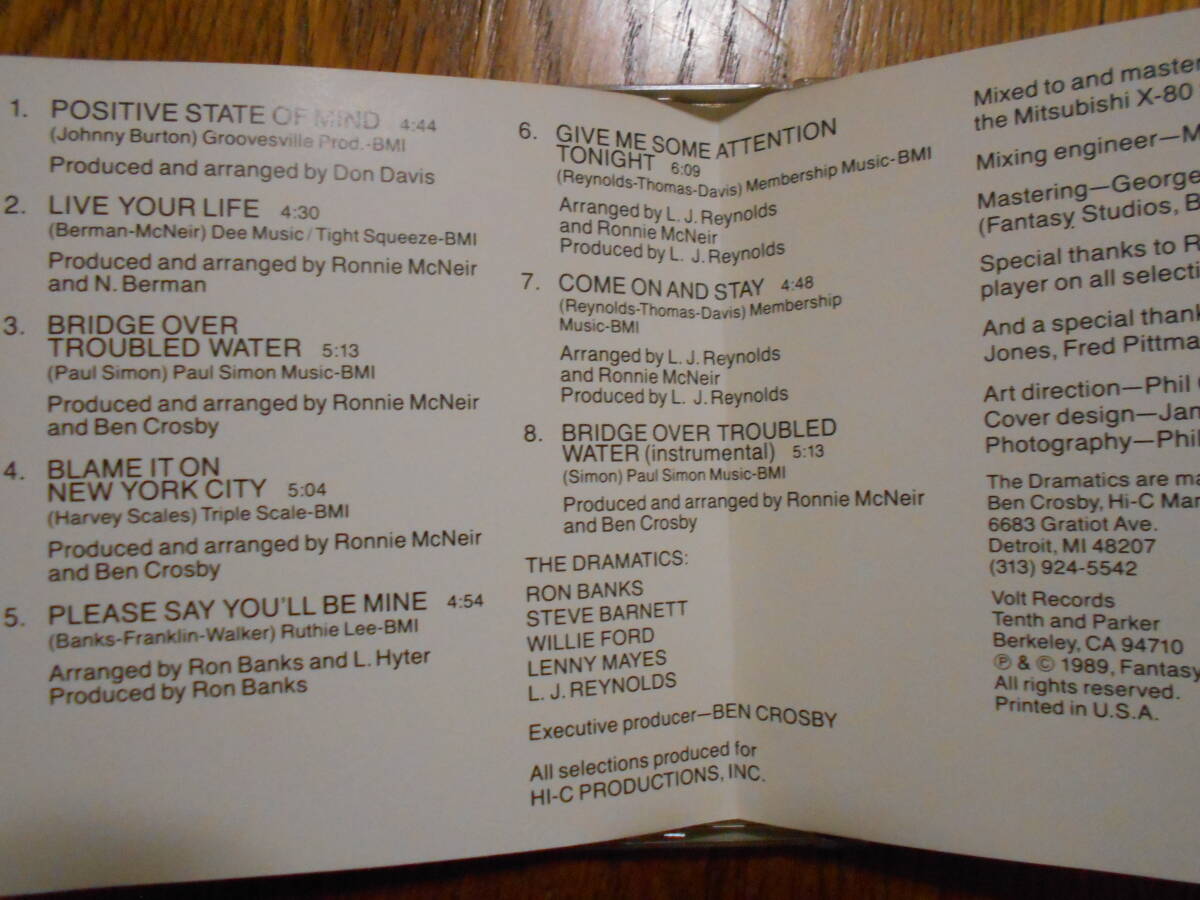 1. POSITIVE STATE OF MIND 4:44
(Johnny Burton) Groovesville Prod.-BMI
Produced and arranged by Don Davis
2. LIVE YOUR LIFE 4:30
(Berman-McNeir) Dee Music/Tight Squeeze-BMI
Produced and arranged by Ronnie McNeir
and N. Berman
3. BRIDGE OVER
TROUBLED WATER 5:13
(Paul Simon) Paul Simon Music-BMI
Produced and arranged by Ronnie McNeir
and Ben Crosby
4. BLAME IT ON
NEW YORK CITY 5:04
(Harvey Scales) Triple Scale-BMI
Produced and arranged by Ronnie McNeir
and Ben Crosby
5. PLEASE SAY YOU'LL BE MINE 4:54
(Banks-Franklin-Walker) Ruthie Lee-BMI
Arranged by Ron Banks and L. Hyter
Produced by Ron Banks
6. GIVE ME SOME ATTENTION
TONIGHT 6:09
(Reynolds-Thomas-Davis) Membership Music-BMI
Arranged by L. J. Reynolds
and Ronnie McNeir
Produced by L. J. Reynolds
7. COME ON AND STAY 4:48
(Reynolds-Thomas-Davis) Membership
Music-BMI
Arranged by L. J. Reynolds
and Ronnie McNeir
Produced by L. J. Reynolds
8. BRIDGE OVER TROUBLED
WATER (instrumental) 5:13
(Simon) Paul Simon Music-BMI
Produced and arranged by Ronnie McNeir
and Ben Crosby
THE DRAMATICS:
RON BANKS
STEVE BARNETT
WILLIE FORD
LENNY MAYES
L. J. REYNOLDS
Executive producer—BEN CROSBY
All selections produced for
HI-C PRODUCTIONS, INC.
Mixed to and master
the Mitsubishi X-80
Mixing engineer—M
Mastering—George
(Fantasy Studios, B
Special thanks to R
player on all selecti
And a special thank
Jones, Fred Pittma
Art direction—Phil
Cover design—Jam
Photography—Phil
The Dramatics are ma
Ben Crosby, Hi-C Man
6683 Gratiot Ave.
Detroit, MI 48207
(313) 924-5542
Volt Records
Tenth and Parker
Berkeley, CA 94710
℗ & © 1989, Fantasy
All rights reserved.
Printed in U.S.A.